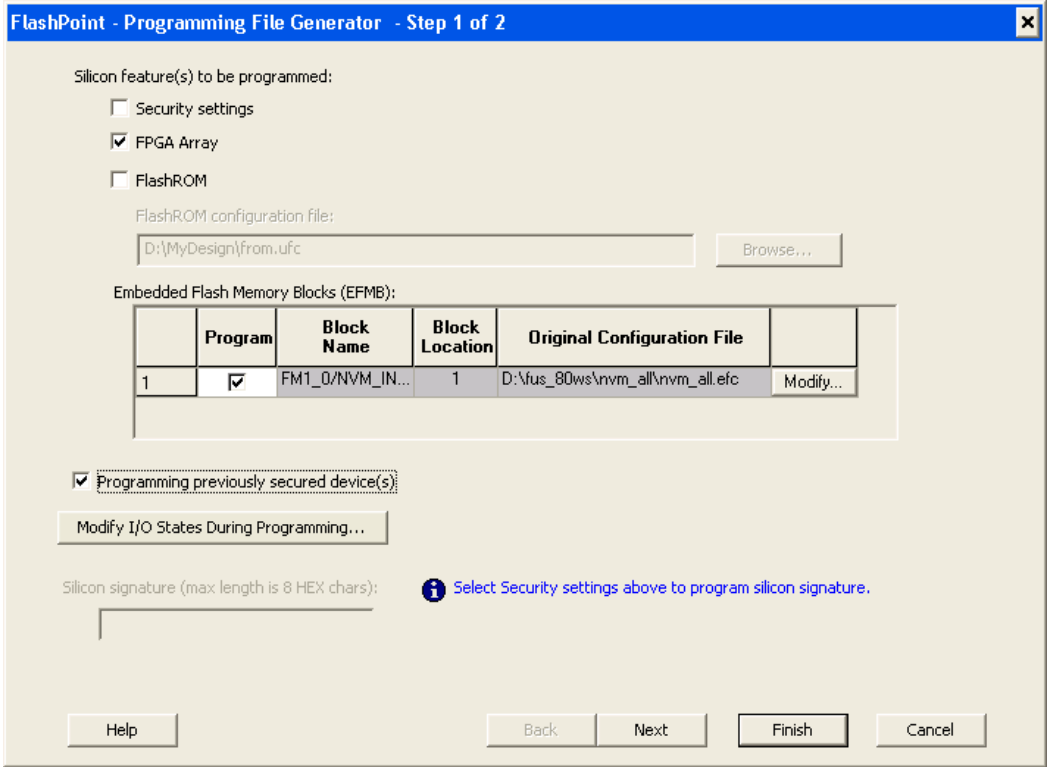 FlashPoint - Programming File Generator - Step 1 of 2
Silicon feature(s) to be programmed:
Security settings
FPGA Array
FlashROM
FlashROM configuration file:
D:\MyDesign\from.ufc
Browse...
Embedded Flash Memory Blocks (EFMB):
Program Block Name Block Location Original Configuration File
1 FM1_0/NVM_IN... 1 D:\fus_80ws\nvm_all\nvm_all.efc Modify...
Programming previously secured device(s)
Modify I/O States During Programming...
Silicon signature (max length is 8 HEX chars): Select Security settings above to program silicon signature.
Help Back Next Finish Cancel